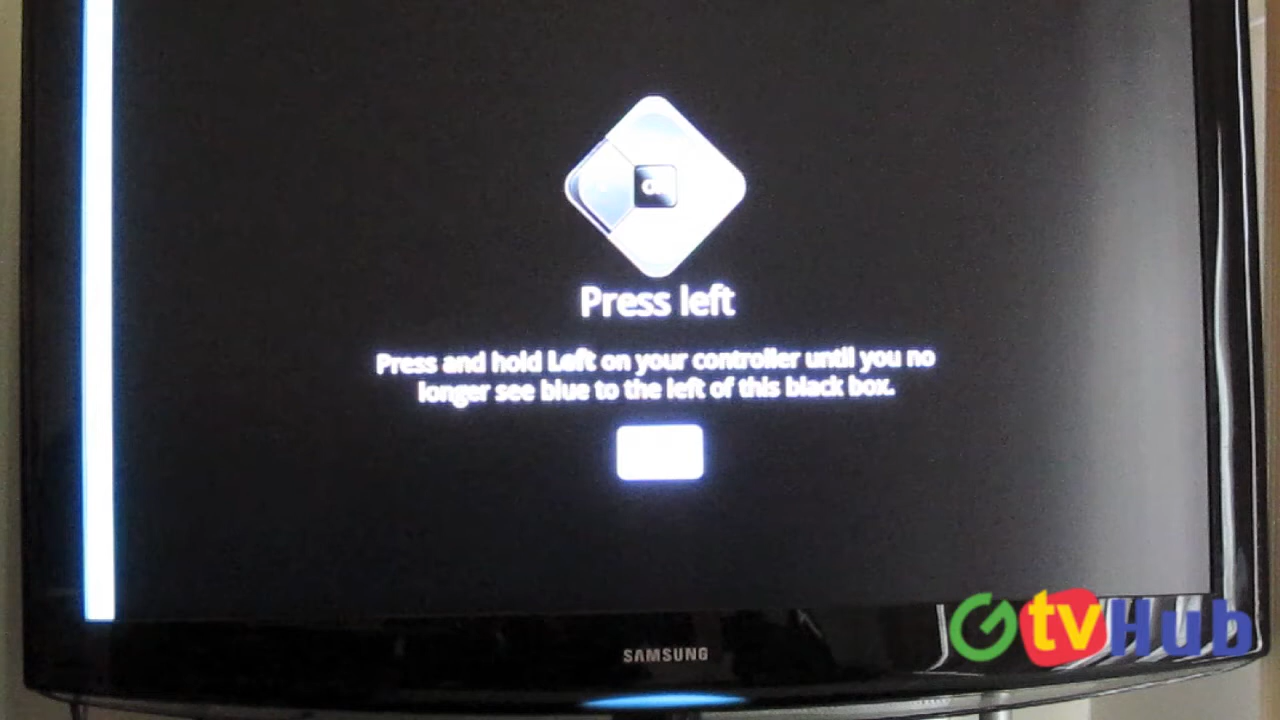 OK
Press left
Press and hold Left on your controller until you no
longer see blue to the left of this black box.
SAMSUNG
GtvHub